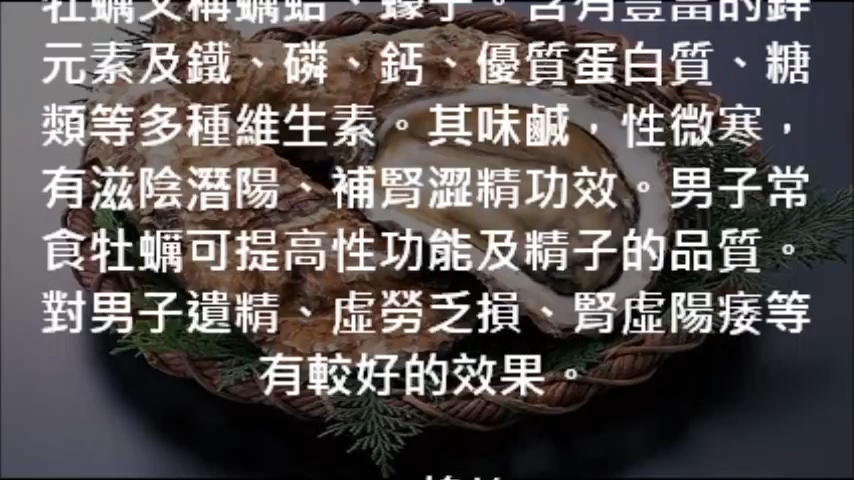 牡蠣又稱蠣蛤、蠔子。含有豐富的鋅
元素及鐵、磷、鈣、優質蛋白質、糖
類等多種維生素。其味鹹，性微寒，
有滋陰潛陽、補腎澀精功效。男子常
食牡蠣可提高性功能及精子的品質。
對男子遺精、虛勞乏損、腎虛陽痿等
有較好的效果。